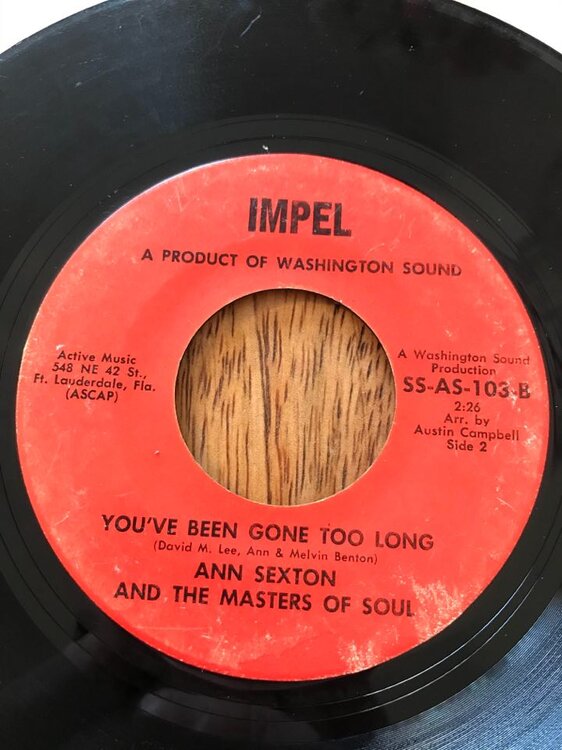 IMPEL
A PRODUCT OF WASHINGTON SOUND
Active Music
548 NE 42 St.,
Ft. Lauderdale, Fla.
(ASCAP)
A Washington Sound
Production
SS-AS-103-B
2:26
Arr. by
Austin Campbell
Side 2
YOU'VE BEEN GONE TOO LONG
(David M. Lee, Ann & Melvin Benton)
ANN SEXTON
AND THE MASTERS OF SOUL